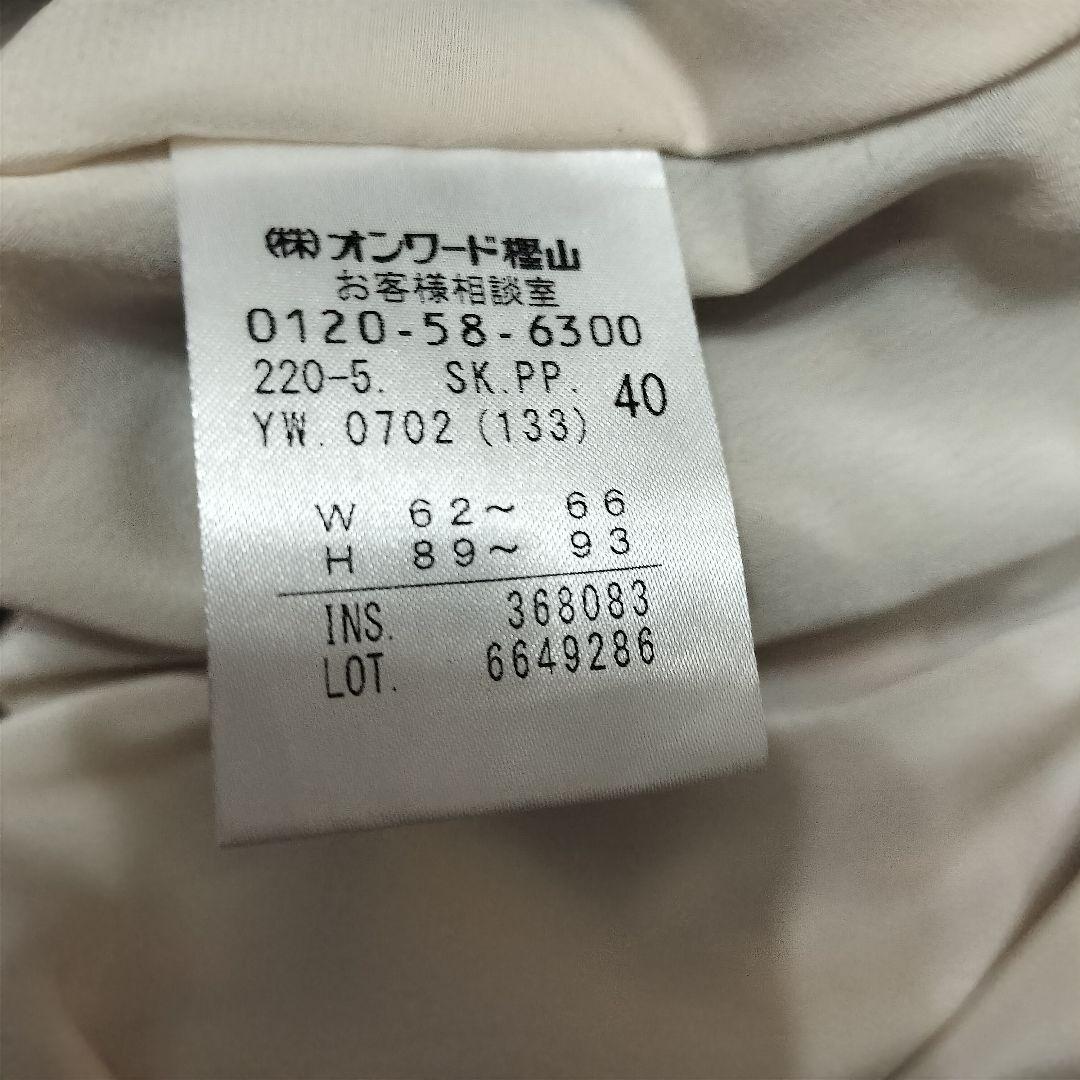 ㈱オンワード樫山
お客様相談室
0120-58-6300
220-5. SK.PP. 40
YW.0702(133)
W 62～ 66
H 89～ 93
INS. 368083
LOT. 6649286